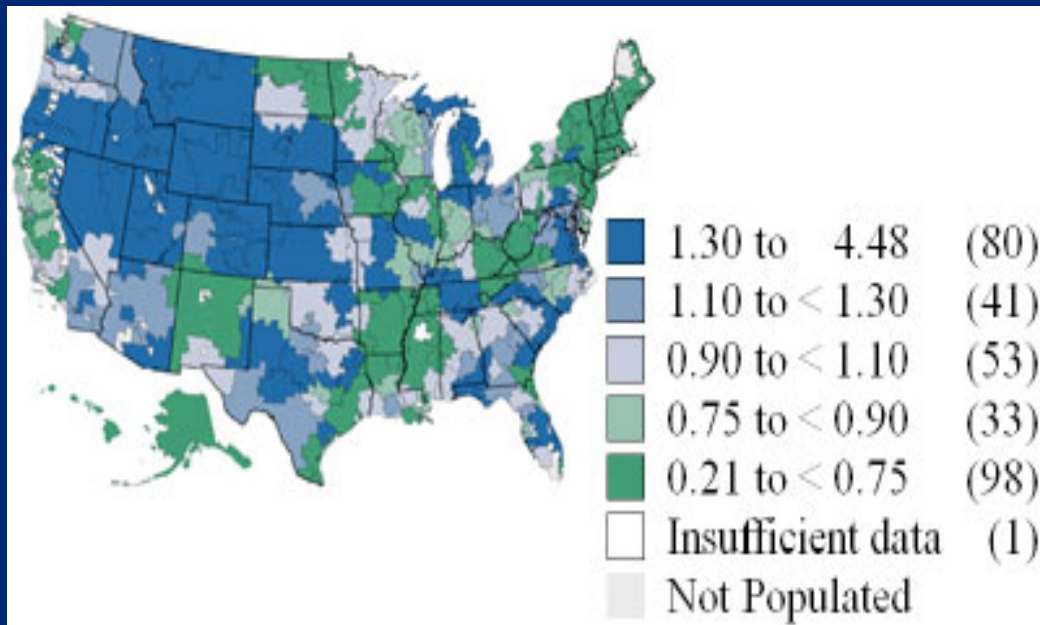 1.30 to 4.48 (80)
1.10 to < 1.30 (41)
0.90 to < 1.10 (53)
0.75 to < 0.90 (33)
0.21 to < 0.75 (98)
Insufficient data (1)
Not Populated